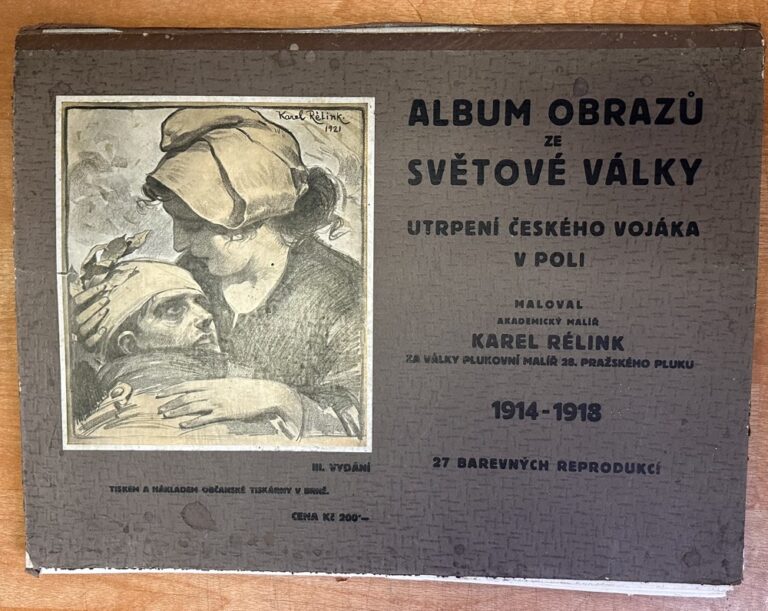 Karel Rélink
1921
ALBUM OBRAZŮ
ZE
SVĚTOVÉ VÁLKY
UTRPENÍ ČESKÉHO VOJÁKA
V POLI
MALOVAL
AKADEMICKÝ MALÍŘ
KAREL RÉLINK
ZA VÁLKY PLUKOVNÍ MALÍŘ 28. PRAŽSKÉHO PLUKU
1914-1918
27 BAREVNÝCH REPRODUKCÍ
III. VYDÁNÍ
TISKEM A NÁKLADEM OBČANSKÉ TISKÁRNY V BRNĚ.
CENA Kč 200'—